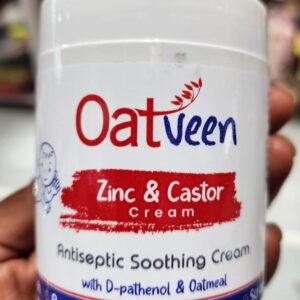 Oatveen
Zinc & Castor
Cream
Antiseptic Soothing Cream
with D-pathenol & Oatmeal